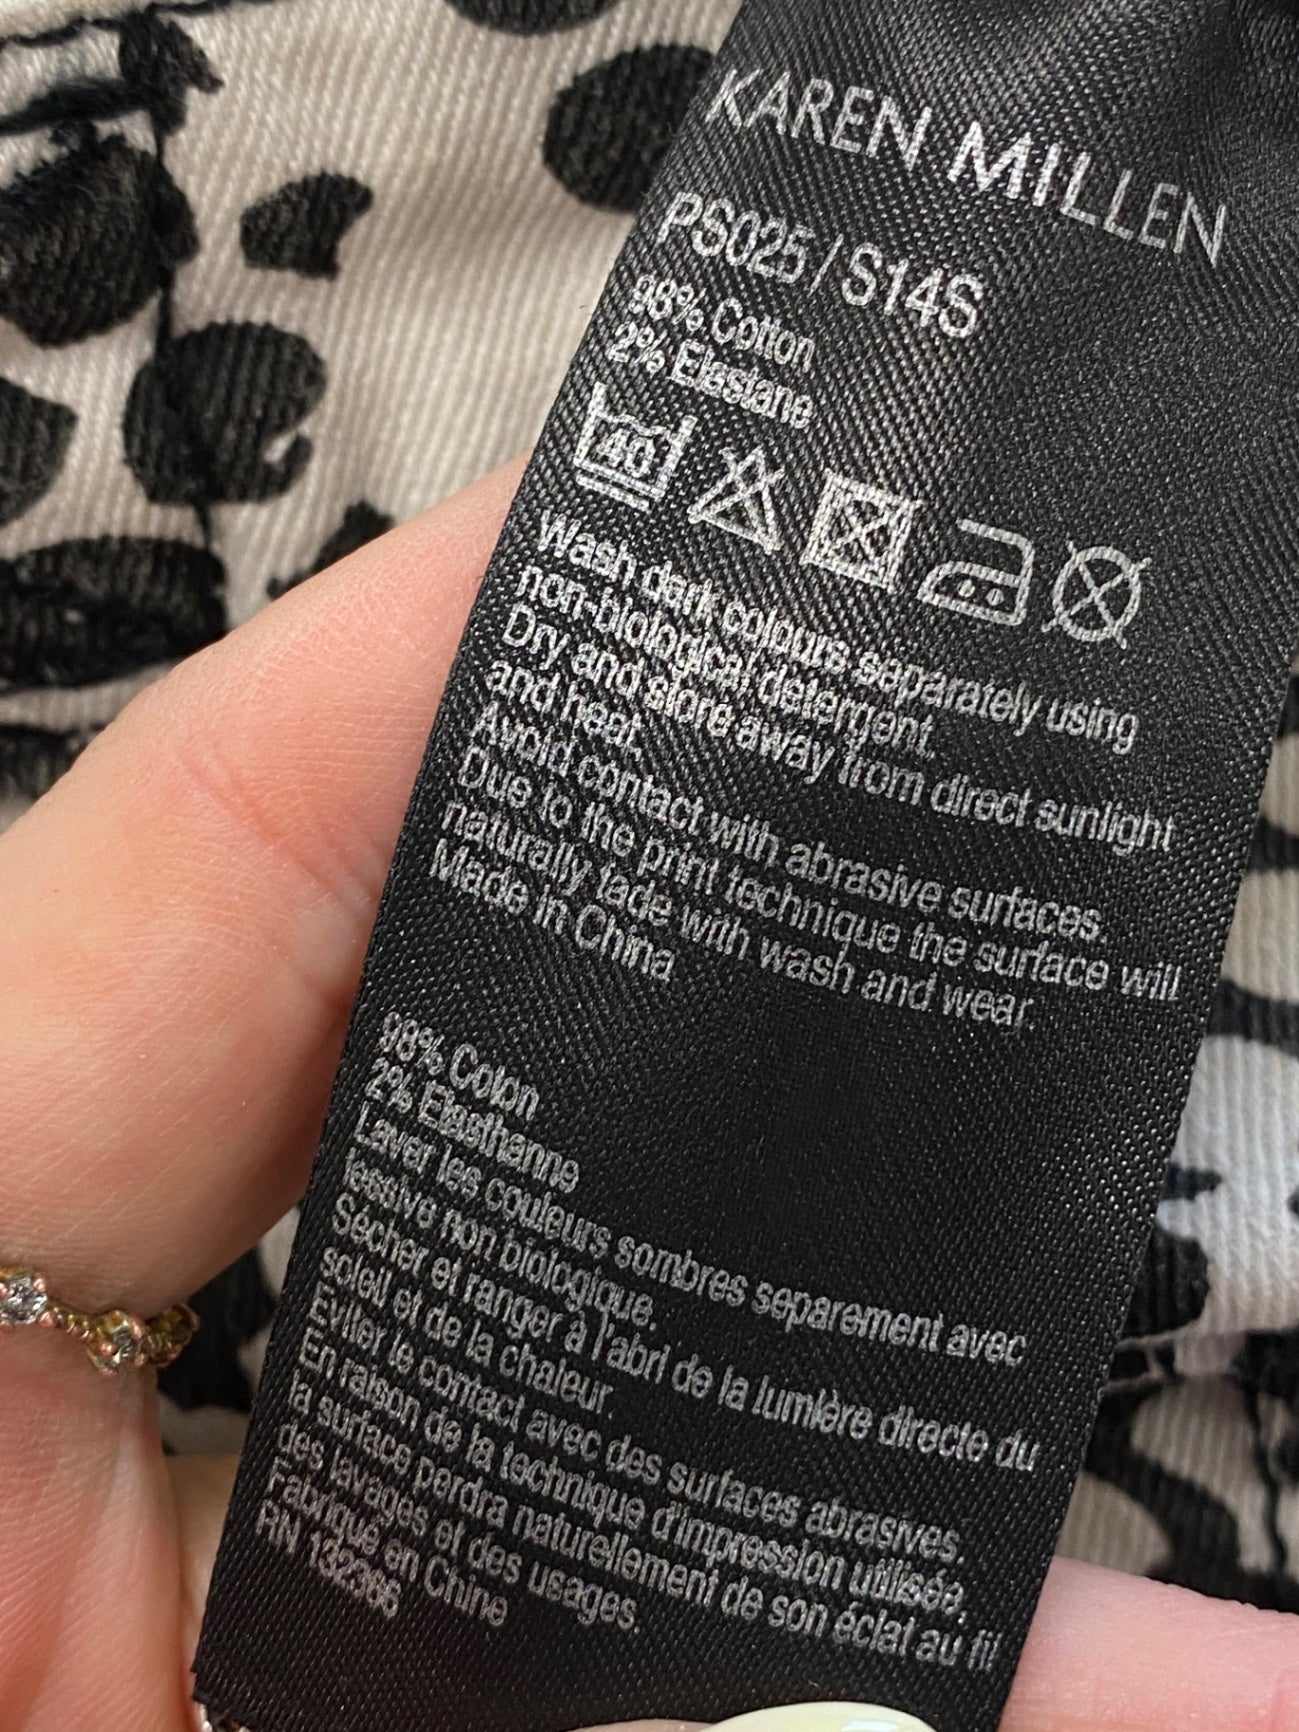 KAREN MILLEN
PS025 / S14S
98% Cotton
2% Elastane
40
Wash dark colours separately using
non-biological detergent.
Dry and store away from direct sunlight
and heat.
Avoid contact with abrasive surfaces.
Due to the print technique the surface will
naturally fade with wash and wear.
Made in China
98% Coton
2% Elasthanne
Laver les couleurs sombres separement avec
lessive non biologique.
Sécher et ranger à l'abri de la lumière directe du
soleil et de la chaleur.
Eviter le contact avec des surfaces abrasives.
En raison de la technique d'impression utilisée,
la surface perdra naturellement de son éclat au fil
des lavages et des usages.
Fabriqué en Chine
RN 132366